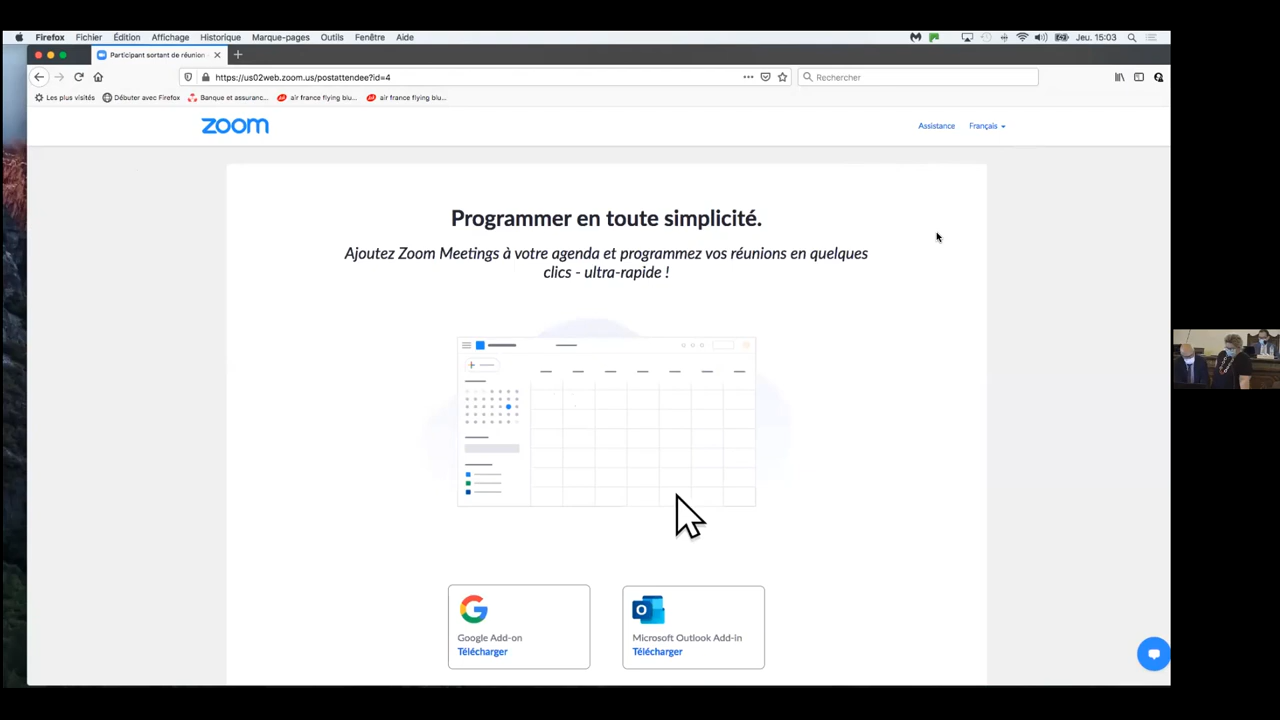 Firefox Fichier Édition Affichage Historique Marque-pages Outils Fenêtre Aide Jeu. 15:03
Participant sortant de réunion
https://us02web.zoom.us/postattendee?id=4 Rechercher
Les plus visités Débuter avec Firefox Banque et assuranc... air france flying blu... air france flying blu...
zoom Assistance Français
Programmer en toute simplicité.
Ajoutez Zoom Meetings à votre agenda et programmez vos réunions en quelques
clics - ultra-rapide !
Google Add-on
Télécharger
Microsoft Outlook Add-in
Télécharger